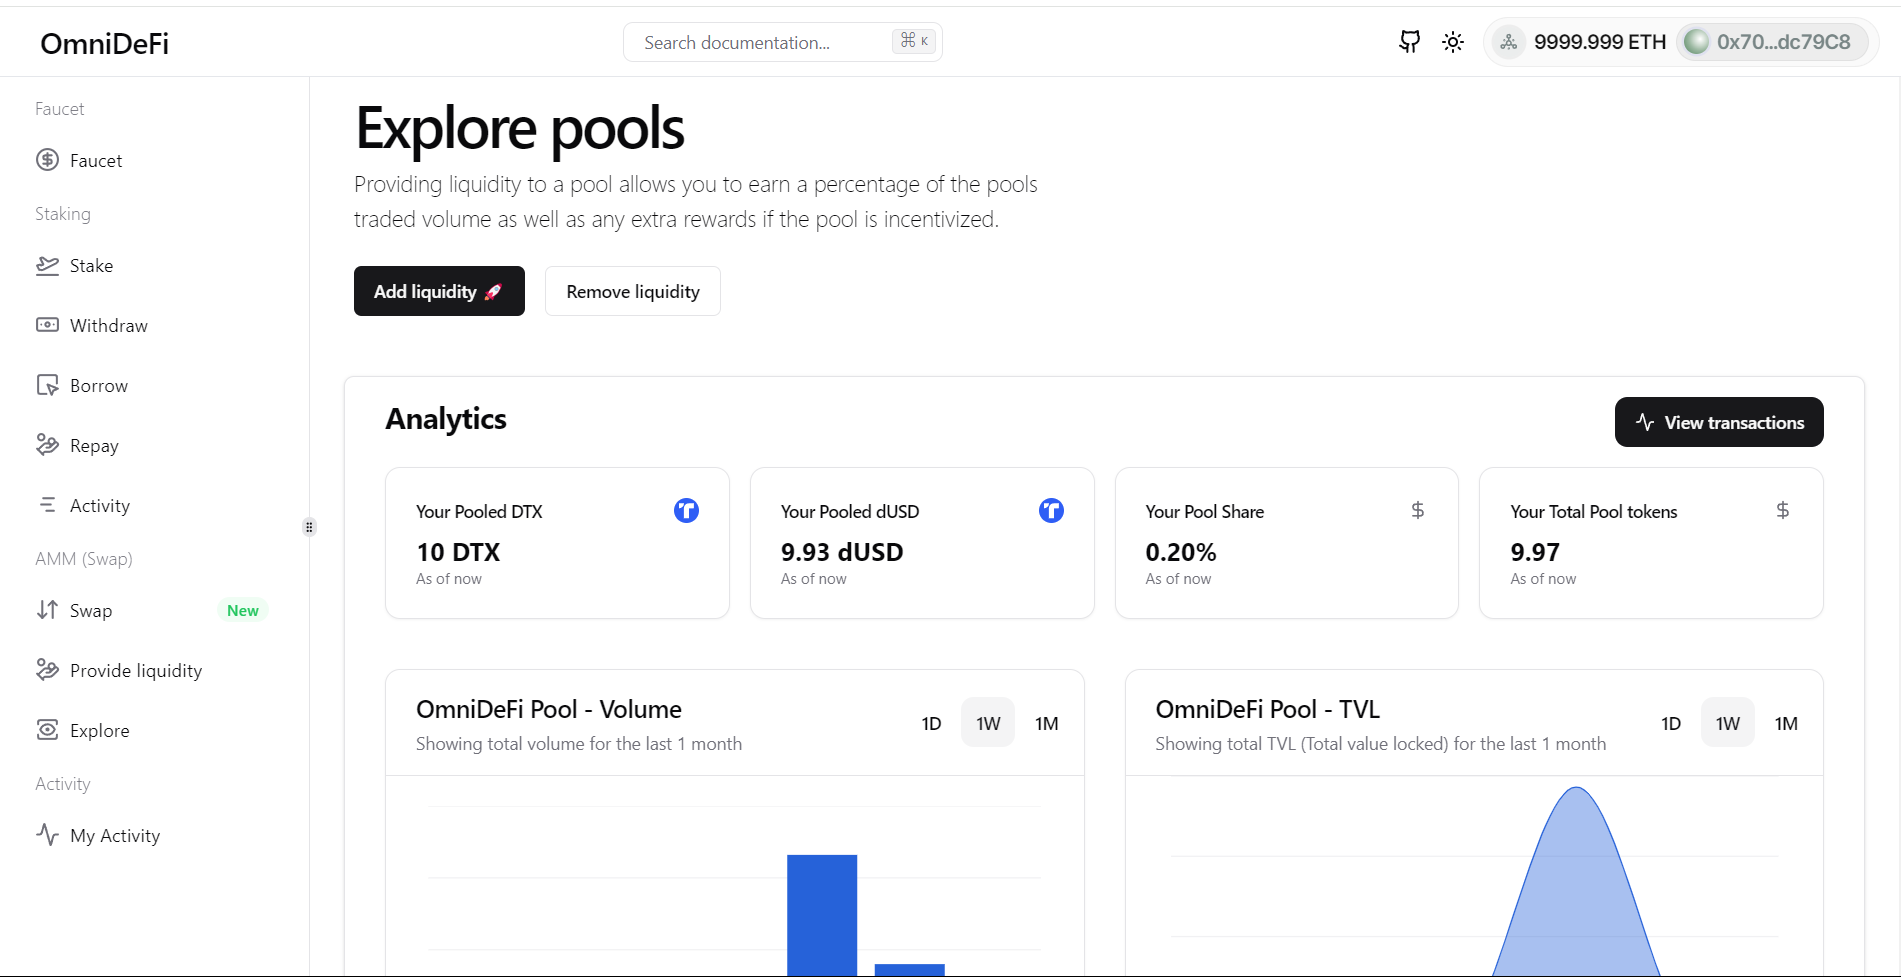 OmniDeFi
Search documentation...
⌘ K
9999.999 ETH
0x70...dc79C8
Faucet
Faucet
Staking
Stake
Withdraw
Borrow
Repay
Activity
AMM (Swap)
Swap
New
Provide liquidity
Explore
Activity
My Activity
Explore pools
Providing liquidity to a pool allows you to earn a percentage of the pools
traded volume as well as any extra rewards if the pool is incentivized.
Add liquidity 🚀
Remove liquidity
Analytics
View transactions
Your Pooled DTX
10 DTX
As of now
Your Pooled dUSD
9.93 dUSD
As of now
Your Pool Share
$
0.20%
As of now
Your Total Pool tokens
$
9.97
As of now
OmniDeFi Pool - Volume
Showing total volume for the last 1 month
1D 1W 1M
OmniDeFi Pool - TVL
Showing total TVL (Total value locked) for the last 1 month
1D 1W 1M